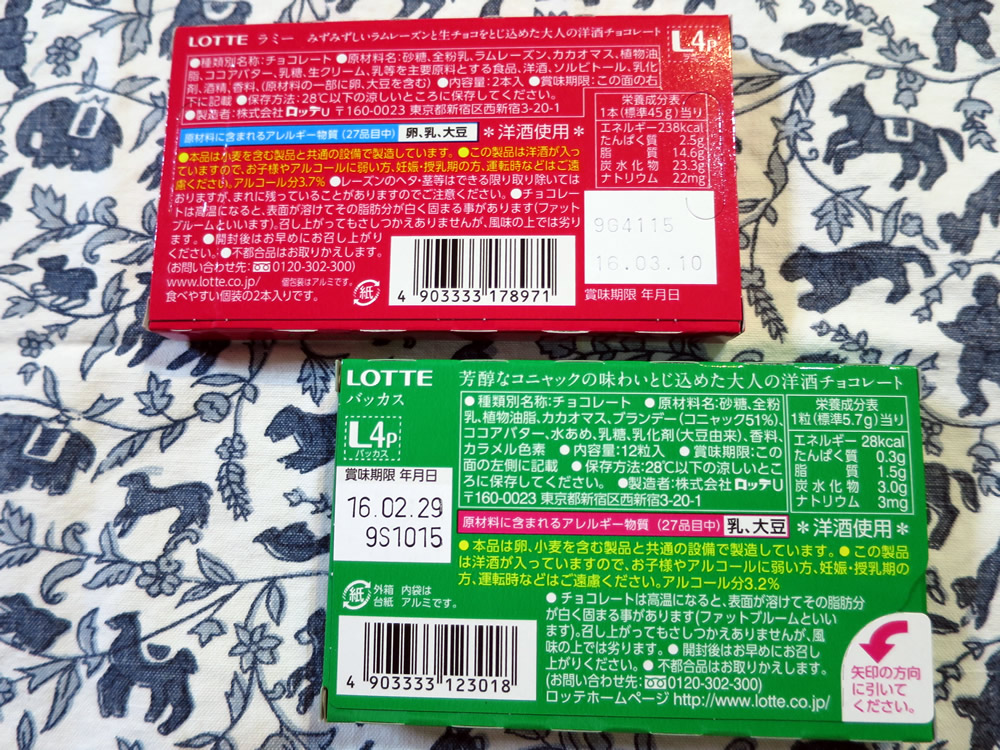 LOTTE ラミー みずみずしいラムレーズンと生チョコをとじ込めた大人の洋酒チョコレート
L4P
●種類別名称:チョコレート ●原材料名:砂糖、全粉乳、ラムレーズン、カカオマス、植物油
脂、ココアバター、乳糖、生クリーム、乳等を主要原料とする食品、洋酒、ソルビトール、乳化
剤、酒精、香料、(原材料の一部に卵、大豆を含む) ●内容量:2本入 ●賞味期限:この面の右
下に記載 ●保存方法:28℃以下の涼しいところに保存してください。
●製造者:株式会社ロッテU 〒160-0023 東京都新宿区西新宿3-20-1
原材料に含まれるアレルギー物質(27品目中) 卵、乳、大豆 *洋酒使用*
●本品は小麦を含む製品と共通の設備で製造しています。●この製品は洋酒が入っ
ていますので、お子様やアルコールに弱い方、妊娠・授乳期の方、運転時などはご遠
慮ください。アルコール分3.7% ●レーズンのヘタ・茎等はできる限り取り除いては
おりますが、まれに残っていることがありますのでご注意ください。●チョコレー
トは高温になると、表面が溶けてその脂肪分が白く固まる事があります(ファット
ブルームといいます)。召し上がってもさしつかえありませんが、風味の上では劣り
ます。●開封後はお早めにお召し上がり
ください。●不都合品はお取りかえします。
(お問い合わせ先:0120-302-300)
www.lotte.co.jp/ 個包装はアルミです。
食べやすい個装の2本入りです。
紙
4 903333 178971
栄養成分表
1本(標準45g)当り
エネルギー 238kcal
たんぱく質 2.5g
脂質 14.6g
炭水化物 23.3g
ナトリウム 22mg
9G4115
16.03.10
賞味期限 年月日
LOTTE 芳醇なコニャックの味わいとじ込めた大人の洋酒チョコレート
バッカス
L4P
バッカス
賞味期限 年月日
16.02.29
9S1015
紙 外箱 台紙 内袋は アルミです。
4 903333 123018
●種類別名称:チョコレート ●原材料名:砂糖、全粉
乳、植物油脂、カカオマス、ブランデー(コニャック51%)、
ココアバター、水あめ、乳糖、乳化剤(大豆由来)、香料、
カラメル色素 ●内容量:12粒入 ●賞味期限:この
面の左側に記載 ●保存方法:28℃以下の涼しいとこ
ろに保存してください。 ●製造者:株式会社ロッテU
〒160-0023 東京都新宿区西新宿3-20-1
栄養成分表
1粒(標準5.7g)当り
エネルギー 28kcal
たんぱく質 0.3g
脂質 1.5g
炭水化物 3.0g
ナトリウム 3mg
原材料に含まれるアレルギー物質(27品目中) 乳、大豆 *洋酒使用*
●本品は卵、小麦を含む製品と共通の設備で製造しています。●この製品
は洋酒が入っていますので、お子様やアルコールに弱い方、妊娠・授乳期の
方、運転時などはご遠慮ください。アルコール分3.2%
●チョコレートは高温になると、表面が溶けてその脂肪分
が白く固まる事があります(ファットブルームといい
ます)。召し上がってもさしつかえありませんが、風
味の上では劣ります。●開封後はお早めにお召し
上がりください。●不都合品はお取りかえします。
(お問い合わせ先:0120-302-300)
ロッテホームページ http://www.lotte.co.jp/
矢印の方向
に引いて
ください。